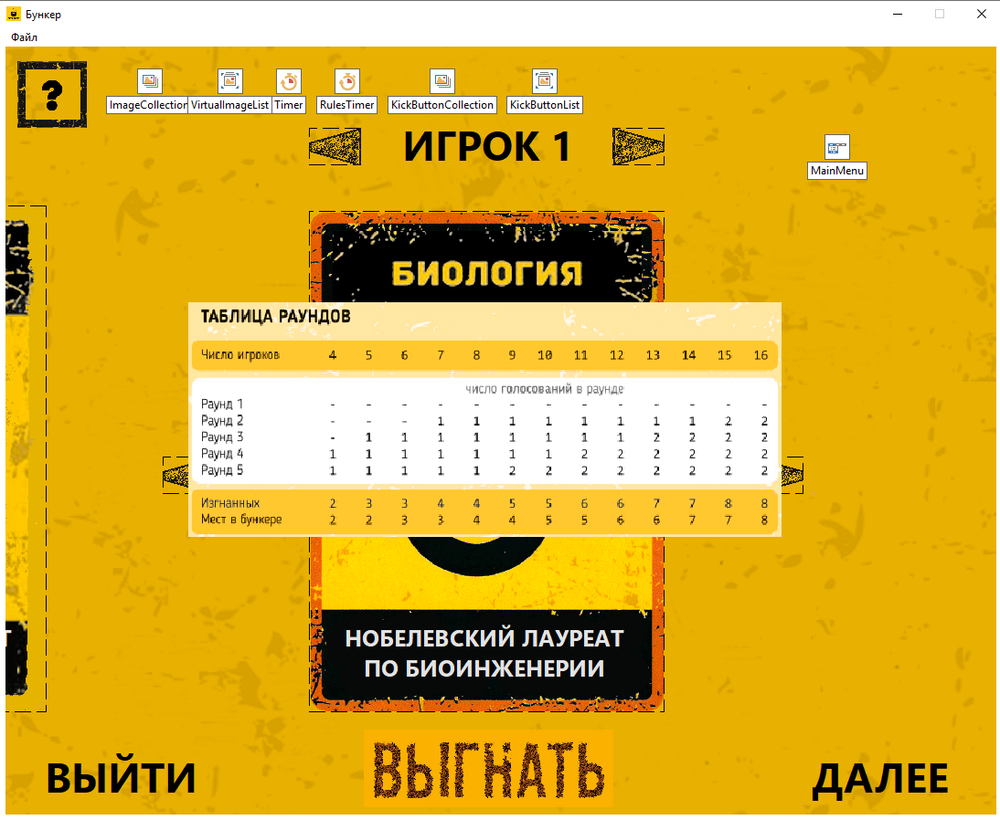 Бункер
Файл
?
ImageCollection VirtualImageList Timer RulesTimer KickButtonCollection KickButtonList
ИГРОК 1
MainMenu
БИОЛОГИЯ
ТАБЛИЦА РАУНДОВ
Число игроков 4 5 6 7 8 9 10 11 12 13 14 15 16
число голосований в раунде
Раунд 1 - - - - - - - - - - - - -
Раунд 2 - - - 1 1 1 1 1 1 1 1 2 2
Раунд 3 - 1 1 1 1 1 1 1 1 2 2 2 2
Раунд 4 1 1 1 1 1 1 1 2 2 2 2 2 2
Раунд 5 1 1 1 1 1 2 2 2 2 2 2 2 2
Изгнанных 2 3 3 4 4 5 5 6 6 7 7 8 8
Мест в бункере 2 2 3 3 4 4 5 5 6 6 7 7 8
Т
НОБЕЛЕВСКИЙ ЛАУРЕАТ
ПО БИОИНЖЕНЕРИИ
ВЫЙТИ
ВЫГНАТЬ
ДАЛЕЕ